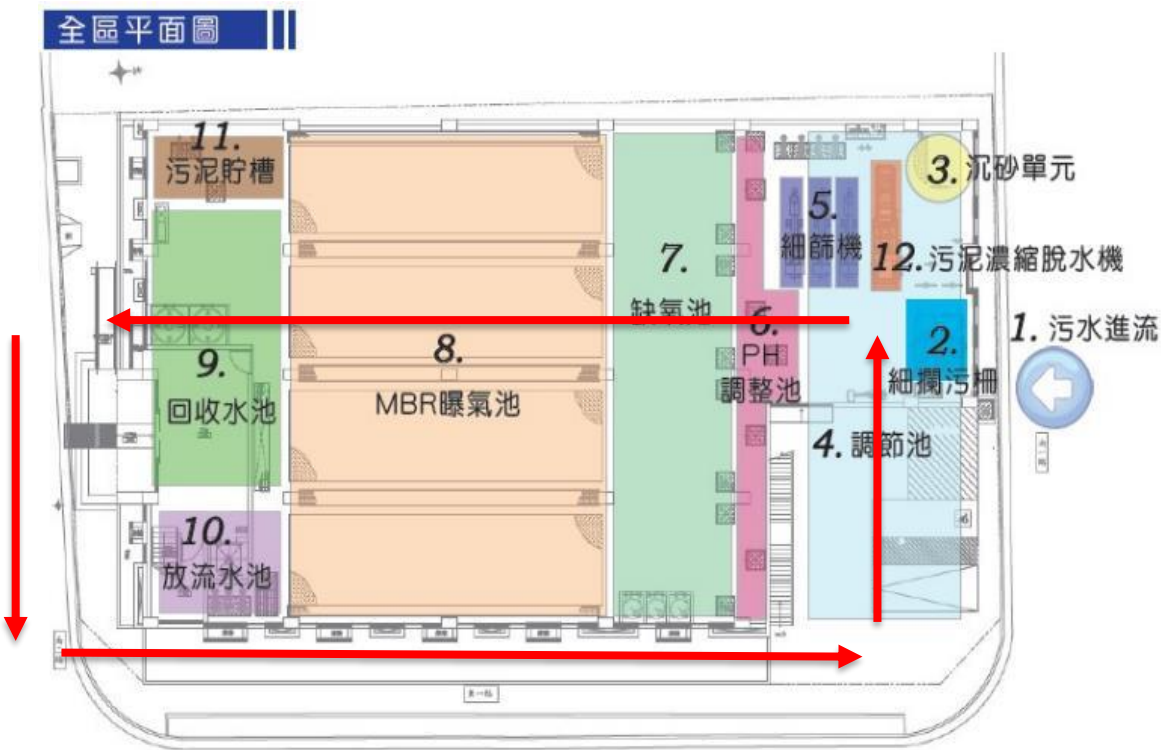 全區平面圖
11.
污泥貯槽
3. 沉砂單元
5.
細篩機
12. 污泥濃縮脫水機
7.
缺氧池
1. 污水進流
2.
細攔污柵
6.
PH
調整池
8.
MBR曝氣池
9.
回收水池
4. 調節池
10.
放流水池